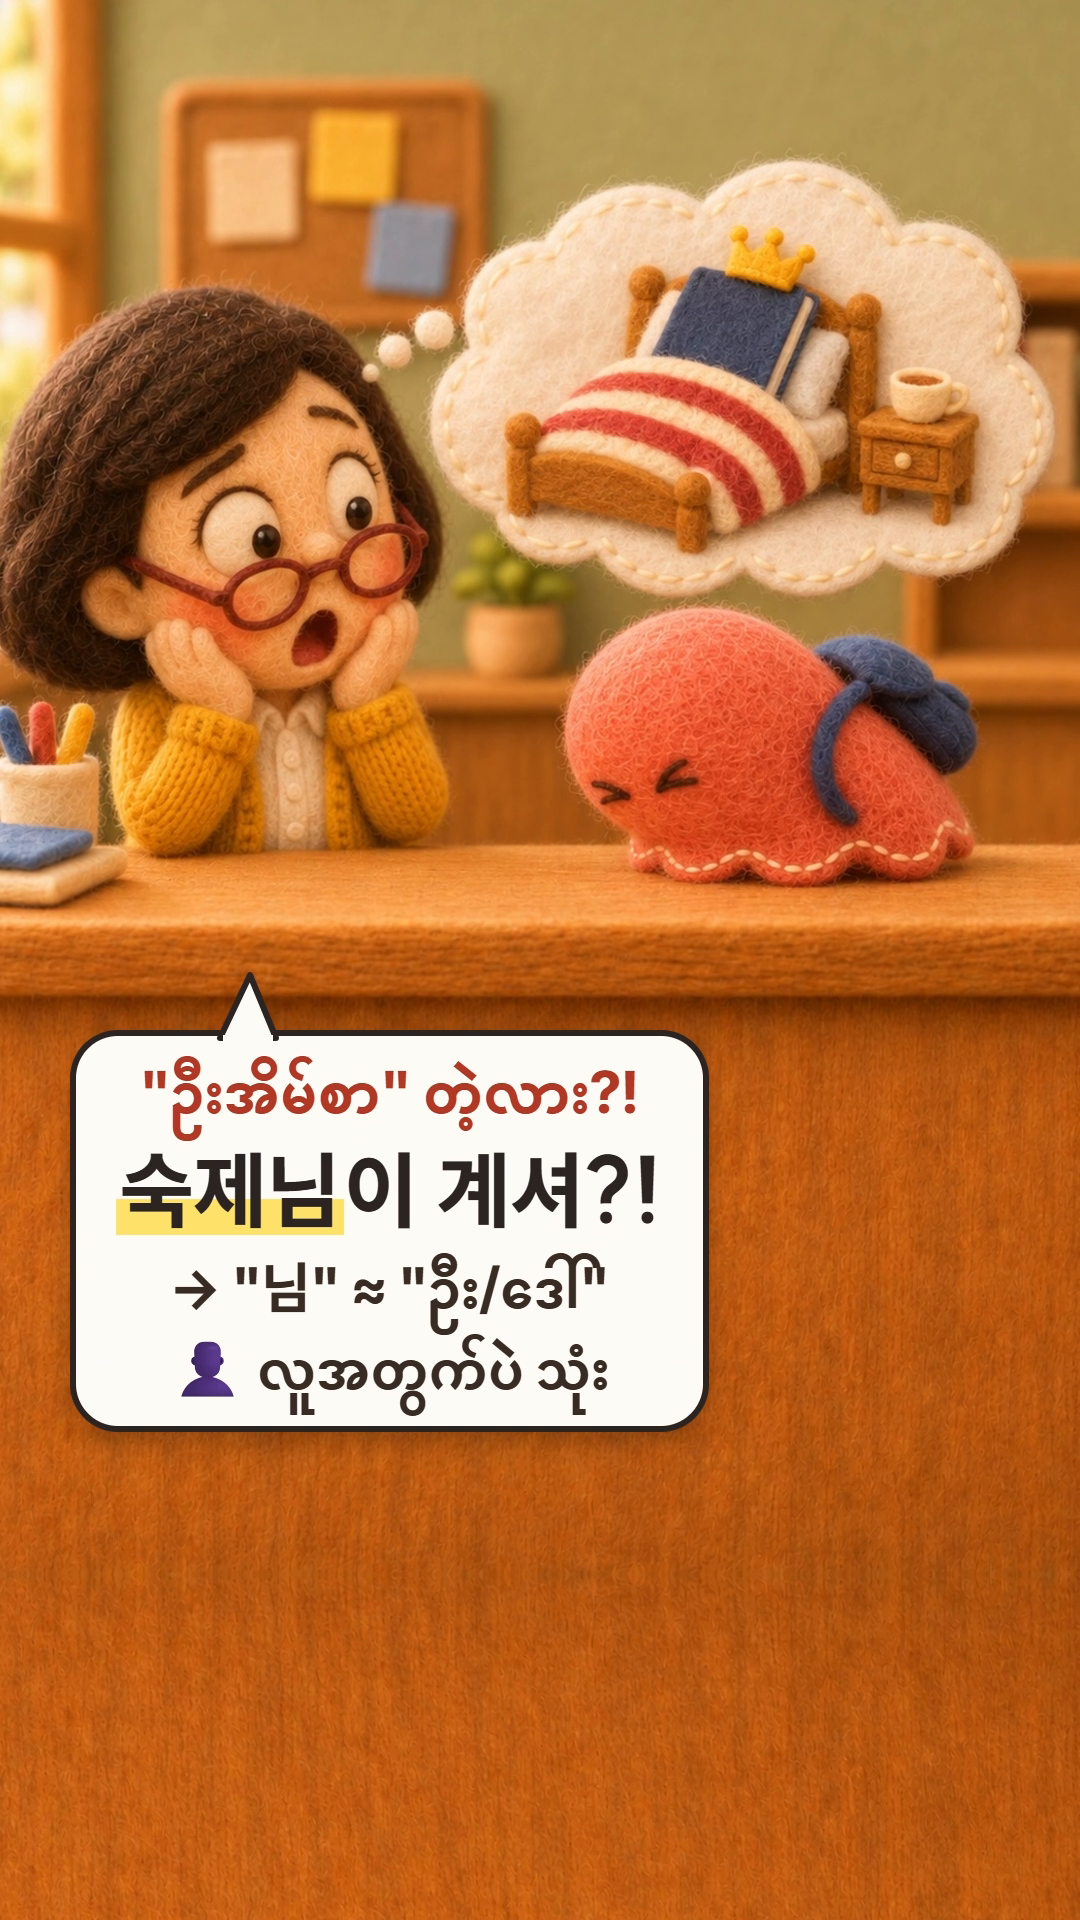 "ဦးအိမ်စာ" တဲ့လား?!
숙제님이 계셔?!
→ "님" ≈ "ဦး/ဒေါ်"
👤 လူအတွက်ပဲ သုံး